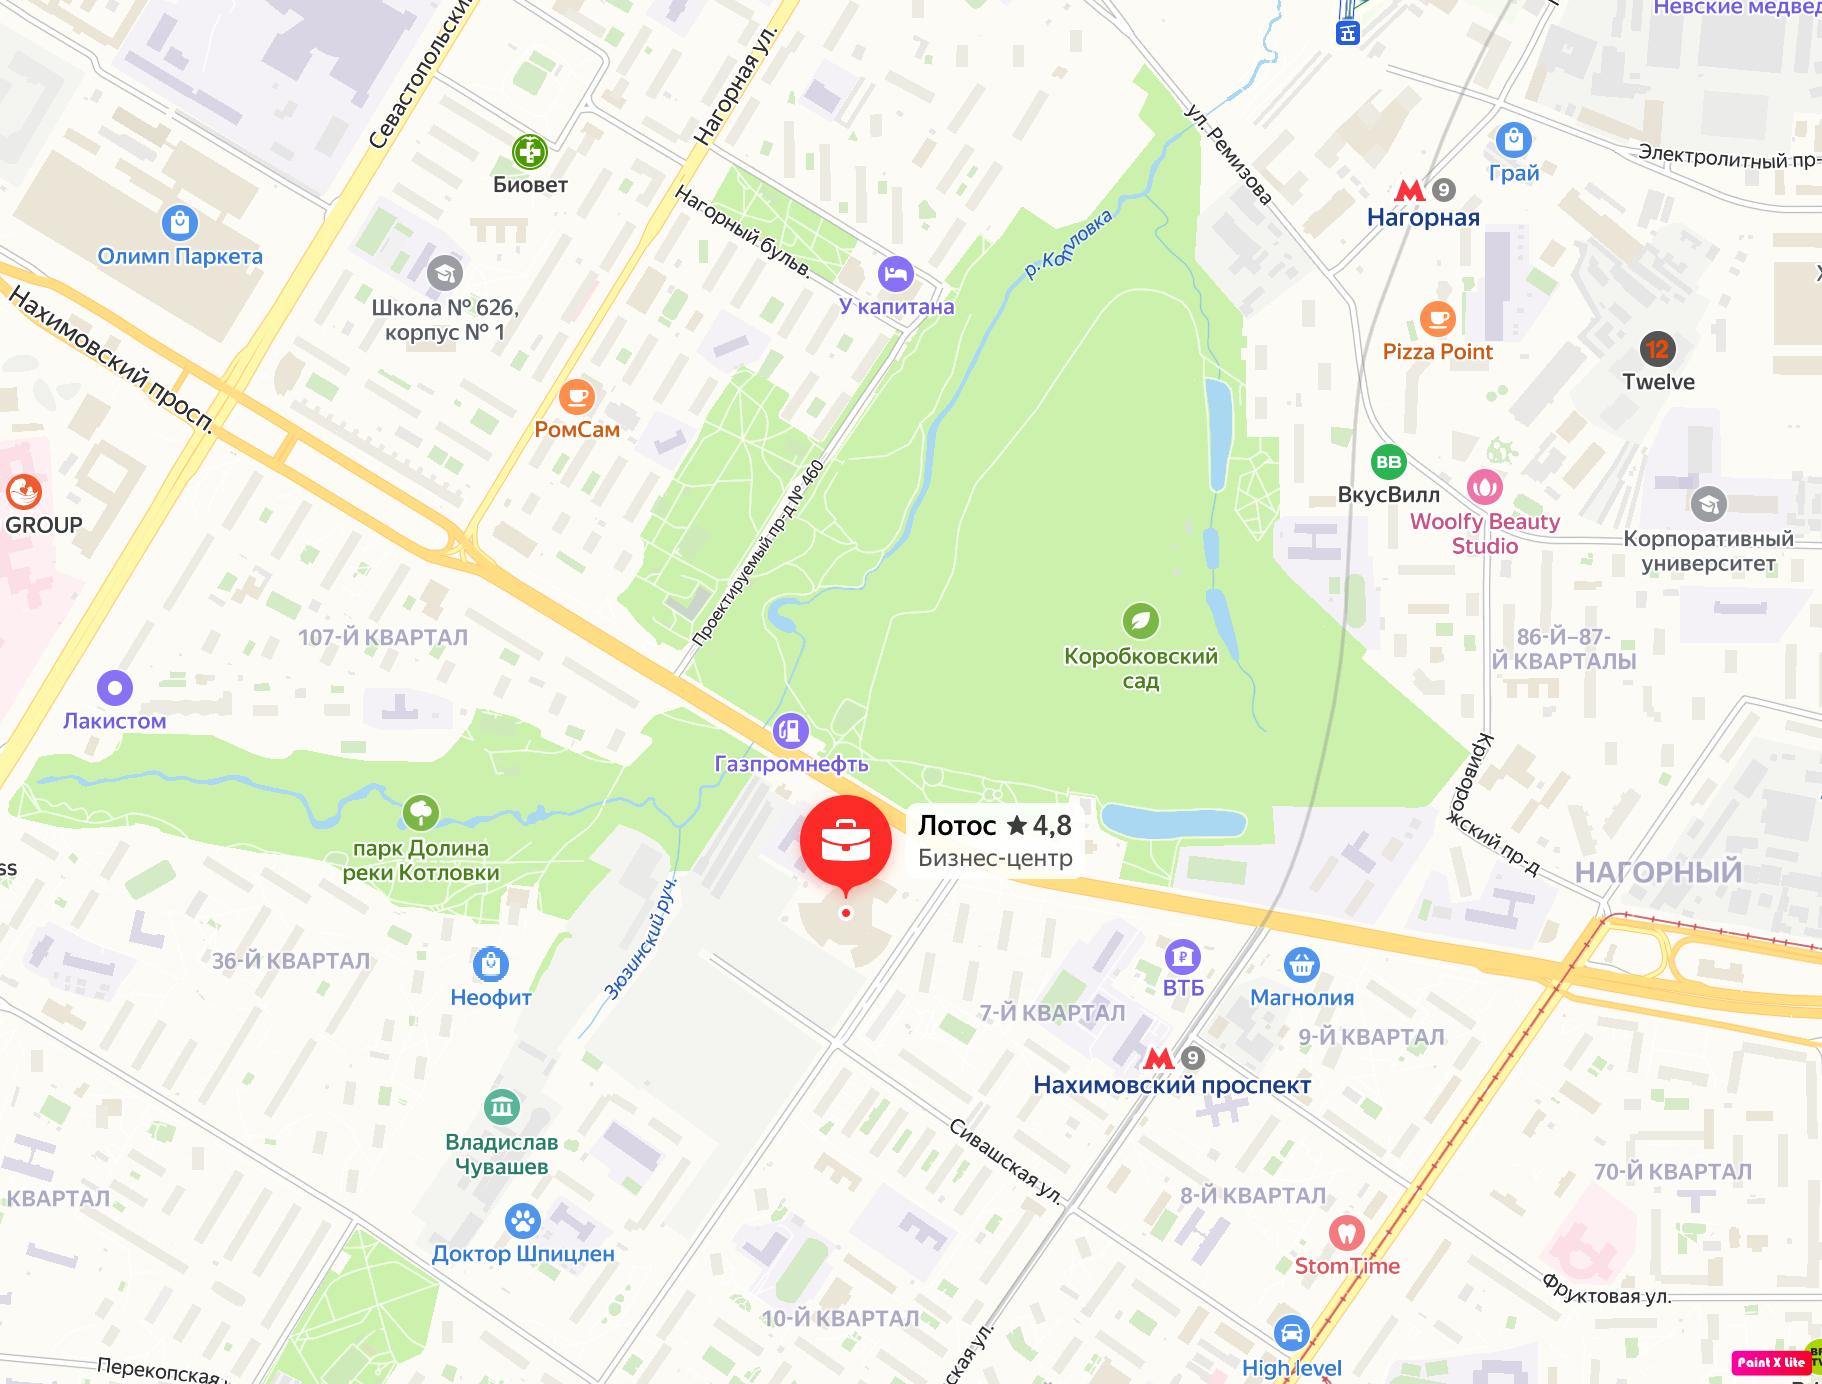 Невские медвед
Севастопольский
Нагорная ул.
ул. Ремизова
Грай
Электролитный пр-
Биовет
Нагорный бульв.
9
Нагорная
Олимп Паркета
р. Котловка
Школа № 626,
корпус № 1
У капитана
Нахимовский просп.
Pizza Point
12
Twelve
РомСам
BB
ВкусВилл
GROUP
Проектируемый пр-д № 460
Woolfy Beauty
Studio
Корпоративный
университет
107-Й КВАРТАЛ
86-Й–87-
Й КВАРТАЛЫ
Коробковский
сад
Лакистом
Газпромнефть
Криворожский пр-д
Лотос ★ 4,8
Бизнес-центр
парк Долина
реки Котловки
ss
НАГОРНЫЙ
Зюзинский руч.
36-Й КВАРТАЛ
Неофит
ВТБ
Магнолия
7-Й КВАРТАЛ
9-Й КВАРТАЛ
9
Нахимовский проспект
Владислав
Чувашев
Сивашская ул.
КВАРТАЛ
8-Й КВАРТАЛ
70-Й КВАРТАЛ
Доктор Шпицлен
StomTime
Фруктовая ул.
10-Й КВАРТАЛ
ская ул.
High level
Перекопская
Paint X Lite